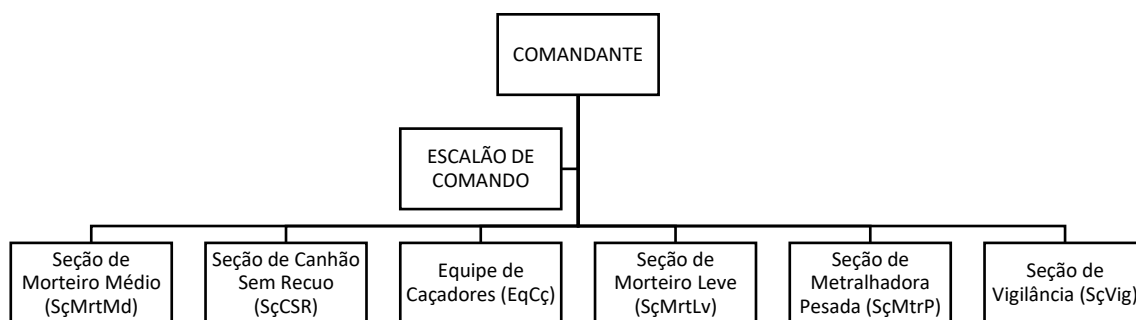 COMANDANTE
ESCALÃO DE
COMANDO
Seção de
Morteiro Médio
(SçMrtMd)
Seção de Canhão
Sem Recuo
(SçCSR)
Equipe de
Caçadores (EqCç)
Seção de
Morteiro Leve
(SçMrtLv)
Seção de
Metralhadora
Pesada (SçMtrP)
Seção de
Vigilância (SçVig)